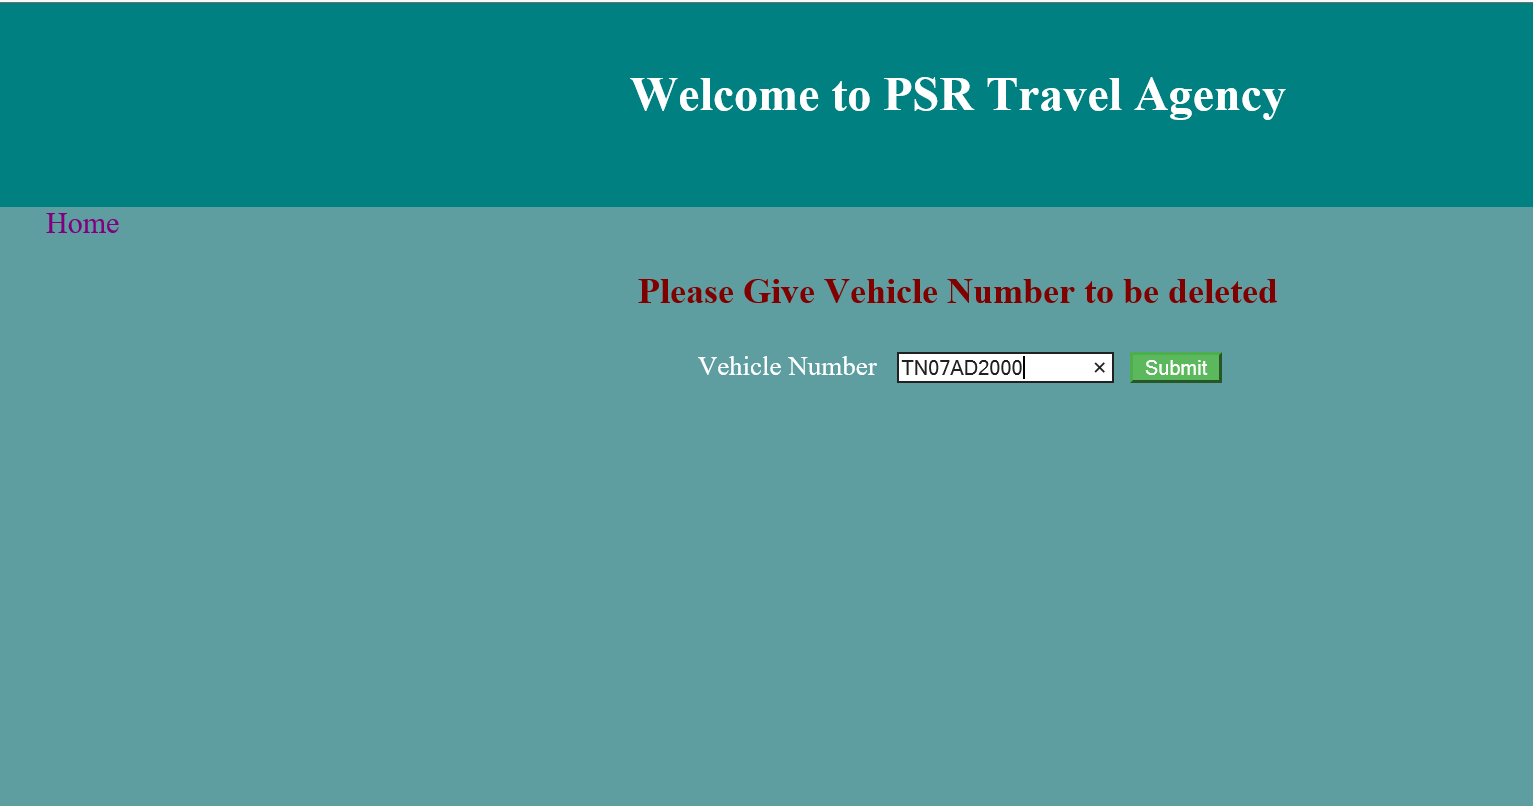 Welcome to PSR Travel Agency
Home
Please Give Vehicle Number to be deleted
Vehicle Number TN07AD2000 × Submit